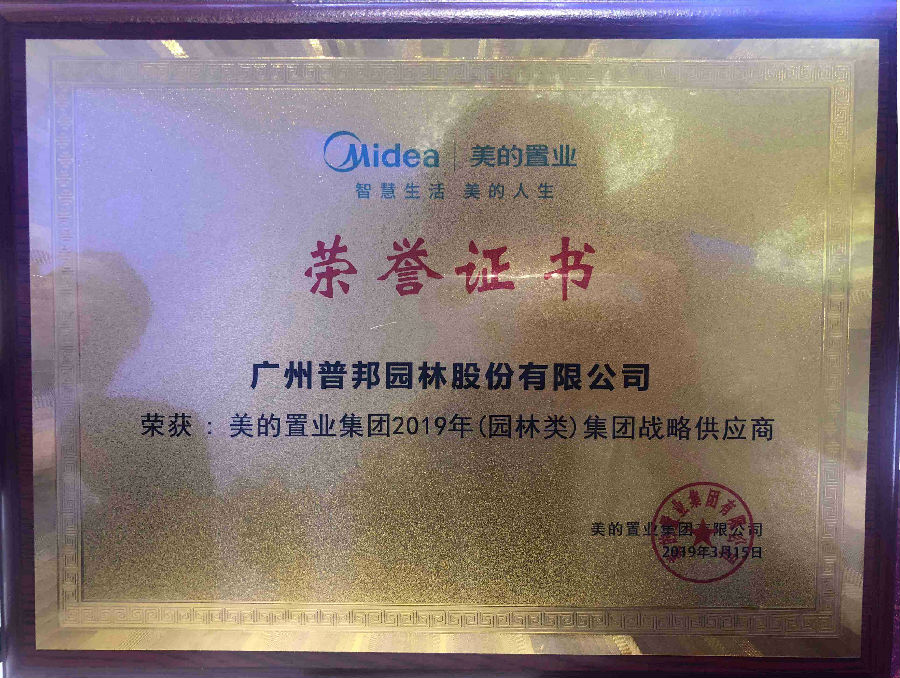 Midea 美的置业
智慧生活 美的人生
荣誉证书
广州普邦园林股份有限公司
荣获：美的置业集团2019年(园林类)集团战略供应商
美的置业集团有限公司
2019年3月15日